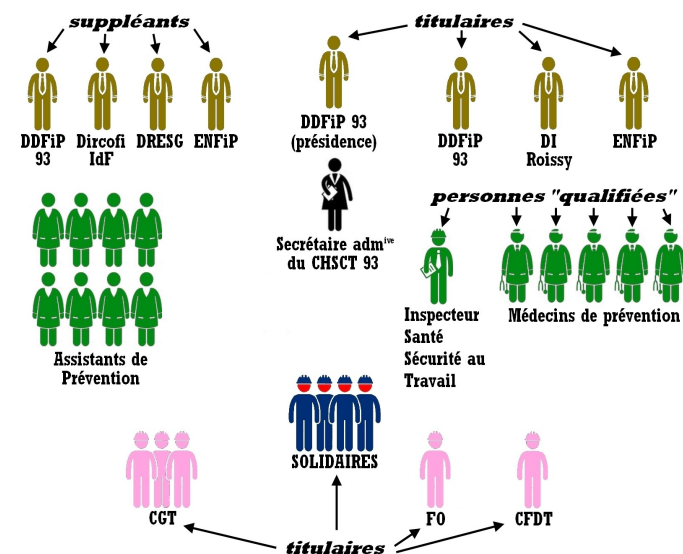 suppléants
titulaires
DDFiP
93
Dircofi
IdF
DRESG
ENFiP
DDFiP 93
(présidence)
DDFiP
93
DI
Roissy
ENFiP
personnes "qualifiées"
Secrétaire admive
du CHSCT 93
Inspecteur
Santé
Sécurité au
Travail
Médecins de prévention
Assistants de
Prévention
SOLIDAIRES
CGT
FO
CFDT
titulaires